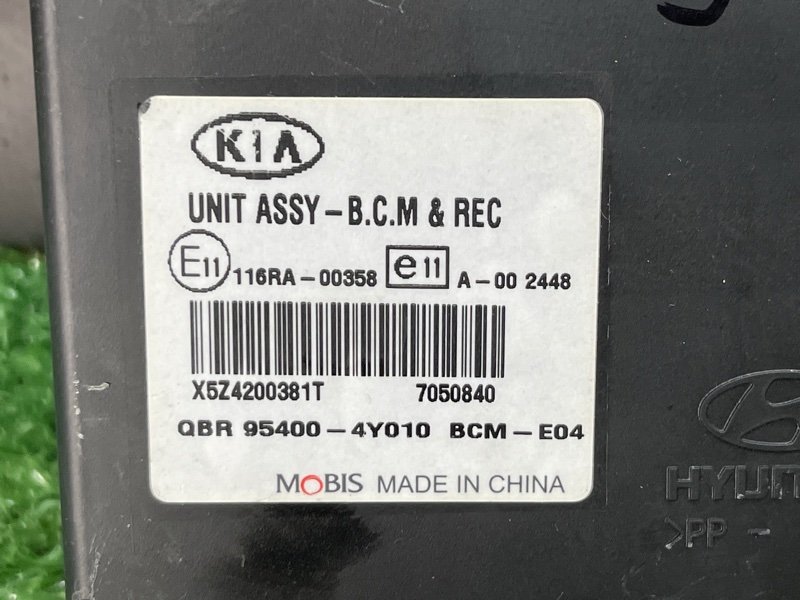 KIA
UNIT ASSY-B.C.M & REC
E11 116RA-00358 e11 A-00 2448
X5Z4200381T 7050840
QBR 95400-4Y010 BCM-E04
MOBIS MADE IN CHINA
>PP -